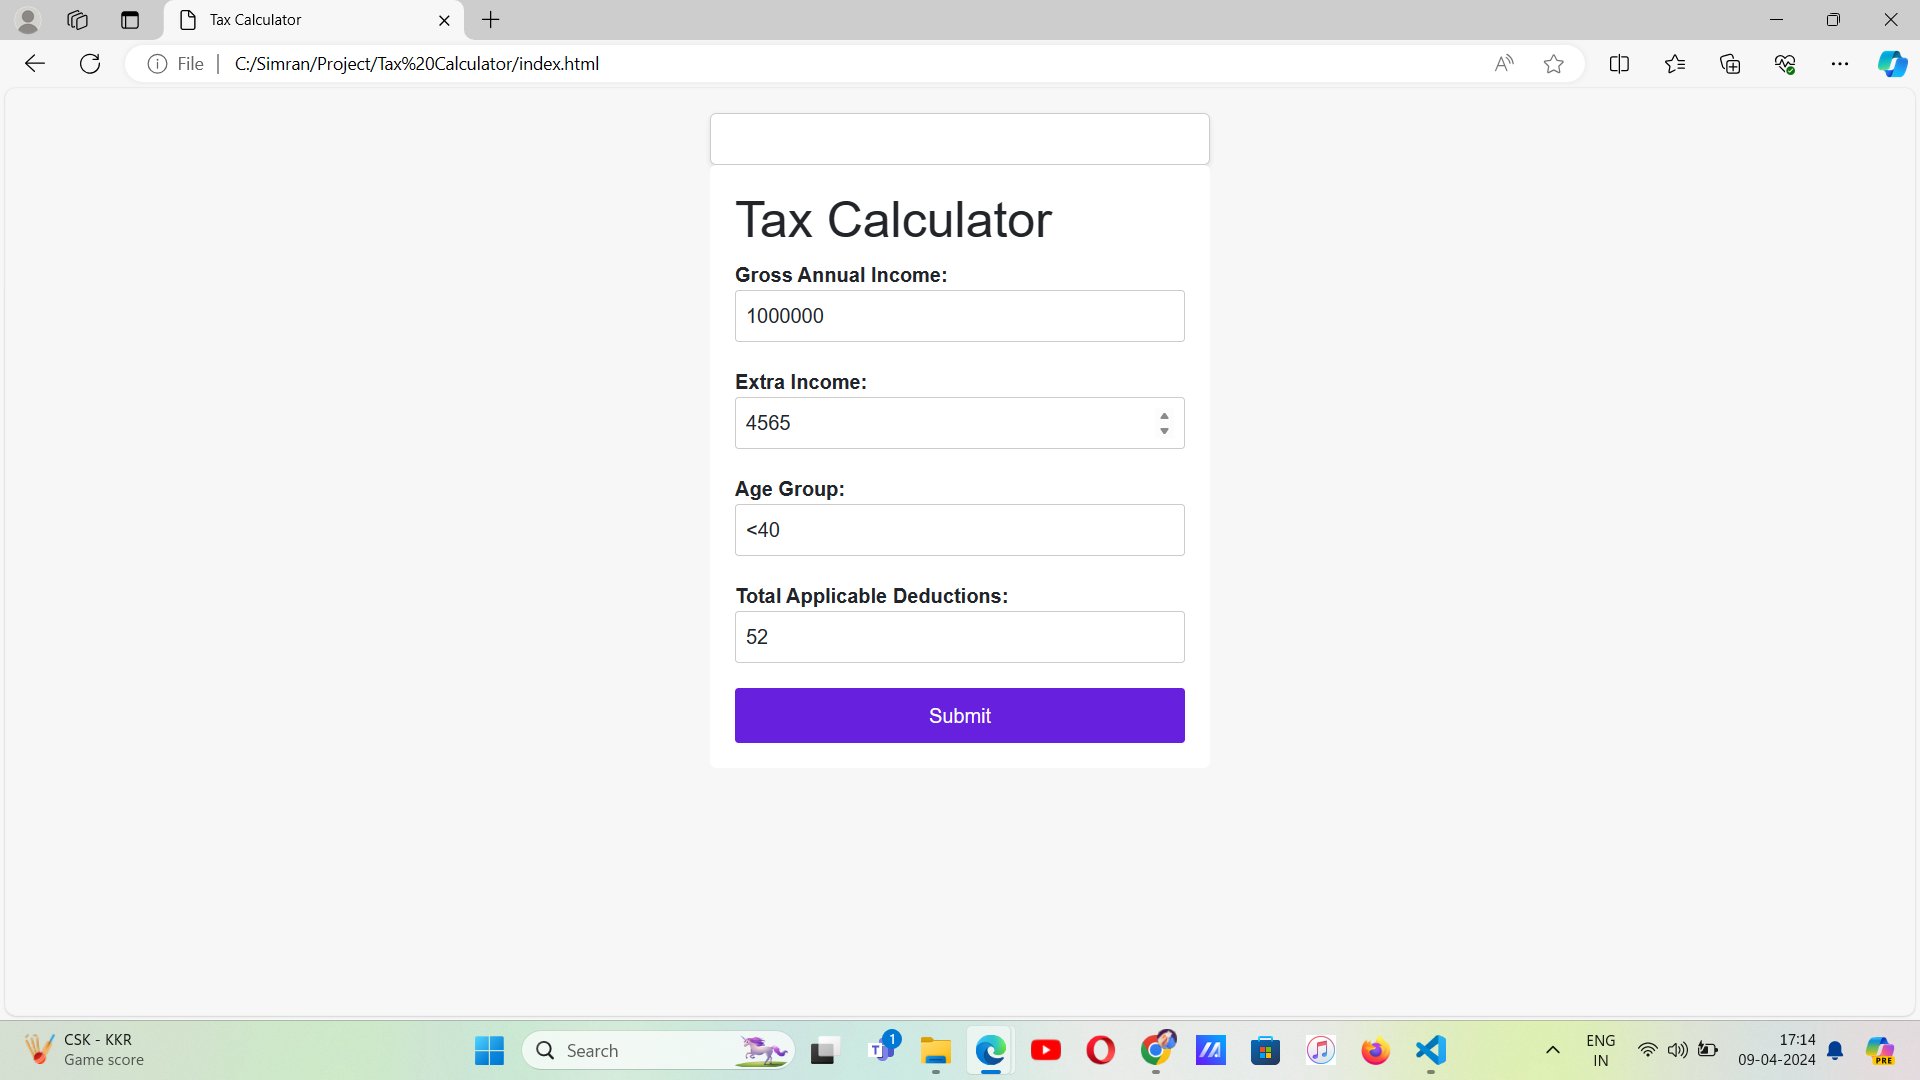 Tax Calculator
File
C:/Simran/Project/Tax%20Calculator/index.html
Tax Calculator
Gross Annual Income:
1000000
Extra Income:
4565
Age Group:
<40
Total Applicable Deductions:
52
Submit
CSK - KKR
Game score
Search
T
1
ENG
IN
17:14
09-04-2024
PRE